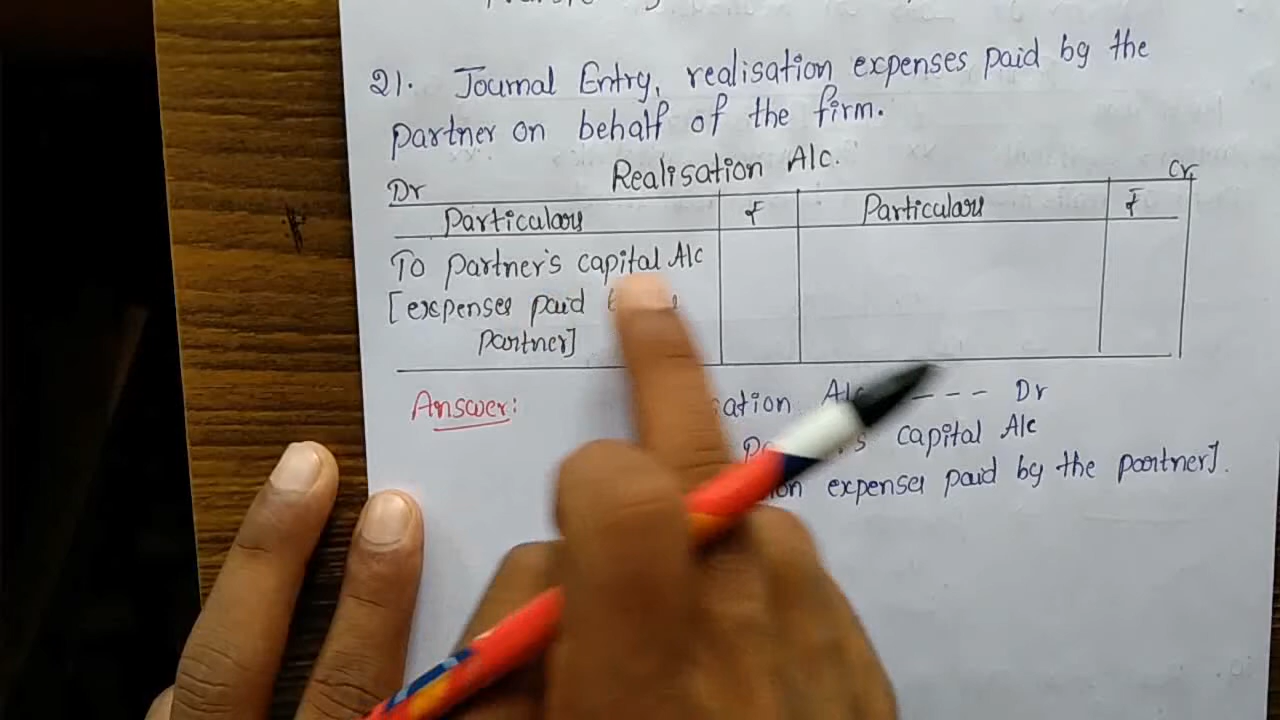 21. Journal Entry, realisation expenses paid by the
partner on behalf of the firm.
Realisation A/c.
Dr Cr
Particulars ₹ Particulars ₹
To partner's capital A/c
[expenses paid
partner]
Answer: sation A/c --- Dr
capital A/c
expenses paid by the partner].